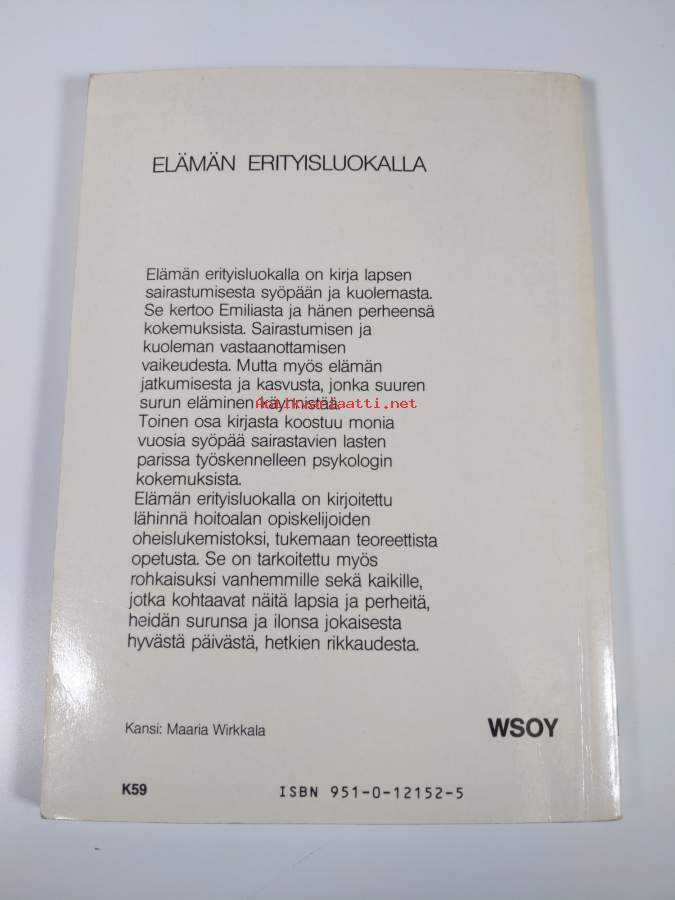 ELÄMÄN ERITYISLUOKALLA
Elämän erityisluokalla on kirja lapsen
sairastumisesta syöpään ja kuolemasta.
Se kertoo Emiliasta ja hänen perheensä
kokemuksista. Sairastumisen ja
kuoleman vastaanottamisen
vaikeudesta. Mutta myös elämän
jatkumisesta ja kasvusta, jonka suuren
surun eläminen käynnistää.
Toinen osa kirjasta koostuu monia
vuosia syöpää sairastavien lasten
parissa työskennelleen psykologin
kokemuksista.
Elämän erityisluokalla on kirjoitettu
lähinnä hoitoalan opiskelijoiden
oheislukemistoksi, tukemaan teoreettista
opetusta. Se on tarkoitettu myös
rohkaisuksi vanhemmille sekä kaikille,
jotka kohtaavat näitä lapsia ja perheitä,
heidän surunsa ja ilonsa jokaisesta
hyvästä päivästä, hetkien rikkaudesta.
Kansi: Maaria Wirkkala
WSOY
K59
ISBN 951-0-12152-5